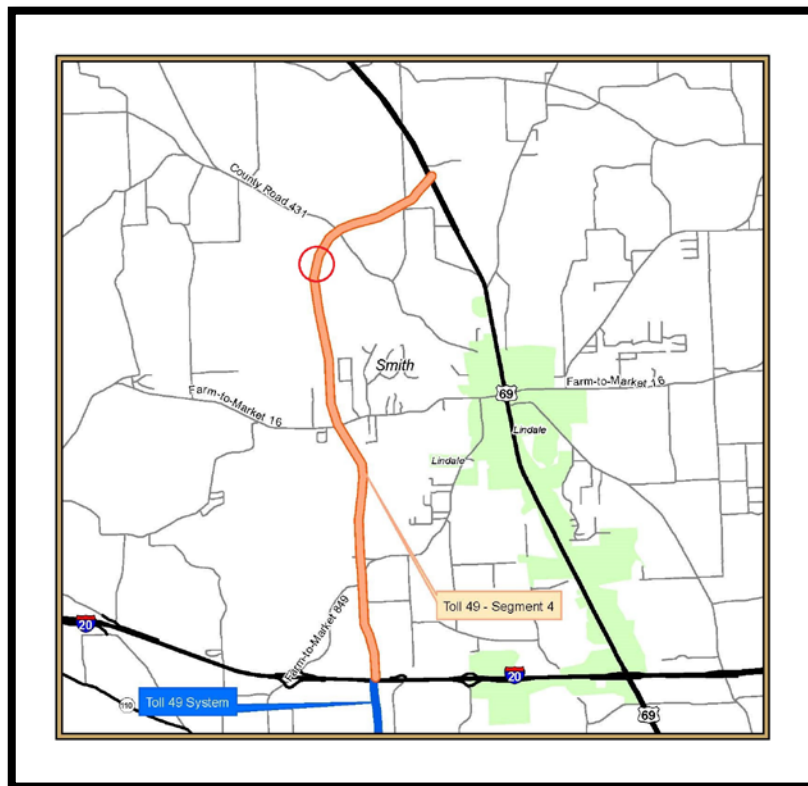 County Road 431
Smith
Farm-to-Market 16
69
Farm-to-Market 16
Lindale
Lindale
Toll 49 - Segment 4
Farm-to-Market 849
20
20
110
Toll 49 System
69